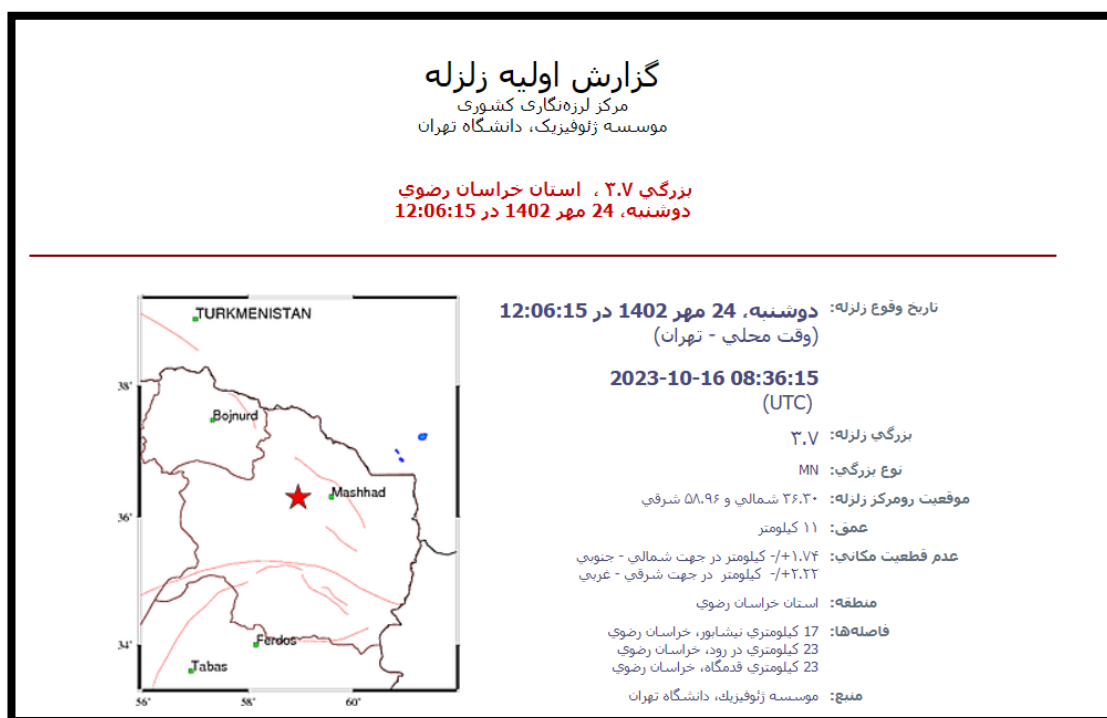 گزارش اولیه زلزله
مرکز لرزه‌نگاری کشوری
موسسه ژئوفیزیک، دانشگاه تهران
بزرگي ۳.۷ ، استان خراسان رضوي
دوشنبه، 24 مهر 1402 در 12:06:15
تاریخ وقوع زلزله: دوشنبه، 24 مهر 1402 در 12:06:15
(وقت محلي - تهران)
2023-10-16 08:36:15
(UTC)
بزرگي زلزله: ۳.۷
نوع بزرگي: MN
موقعیت رومرکز زلزله: ۳۶.۳۰ شمالي و ۵۸.۹۶ شرقي
عمق: ۱۱ کیلومتر
عدم قطعیت مکاني: ۱.۷۴+/- کیلومتر در جهت شمالي - جنوبي
۲.۲۲+/- کیلومتر در جهت شرقي - غربي
منطقه: استان خراسان رضوي
فاصله‌ها: 17 کیلومتري نیشابور، خراسان رضوي
23 کیلومتري در رود، خراسان رضوي
23 کیلومتري قدمگاه، خراسان رضوي
منبع: موسسه ژئوفیزیك، دانشگاه تهران
TURKMENISTAN
38°
Bojnurd
Mashhad
36°
34°
Ferdos
Tabas
56° 58° 60°